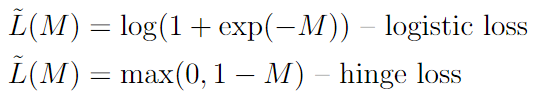 L̃(M) = log(1 + exp(−M)) – logistic loss
L̃(M) = max(0, 1 − M) – hinge loss